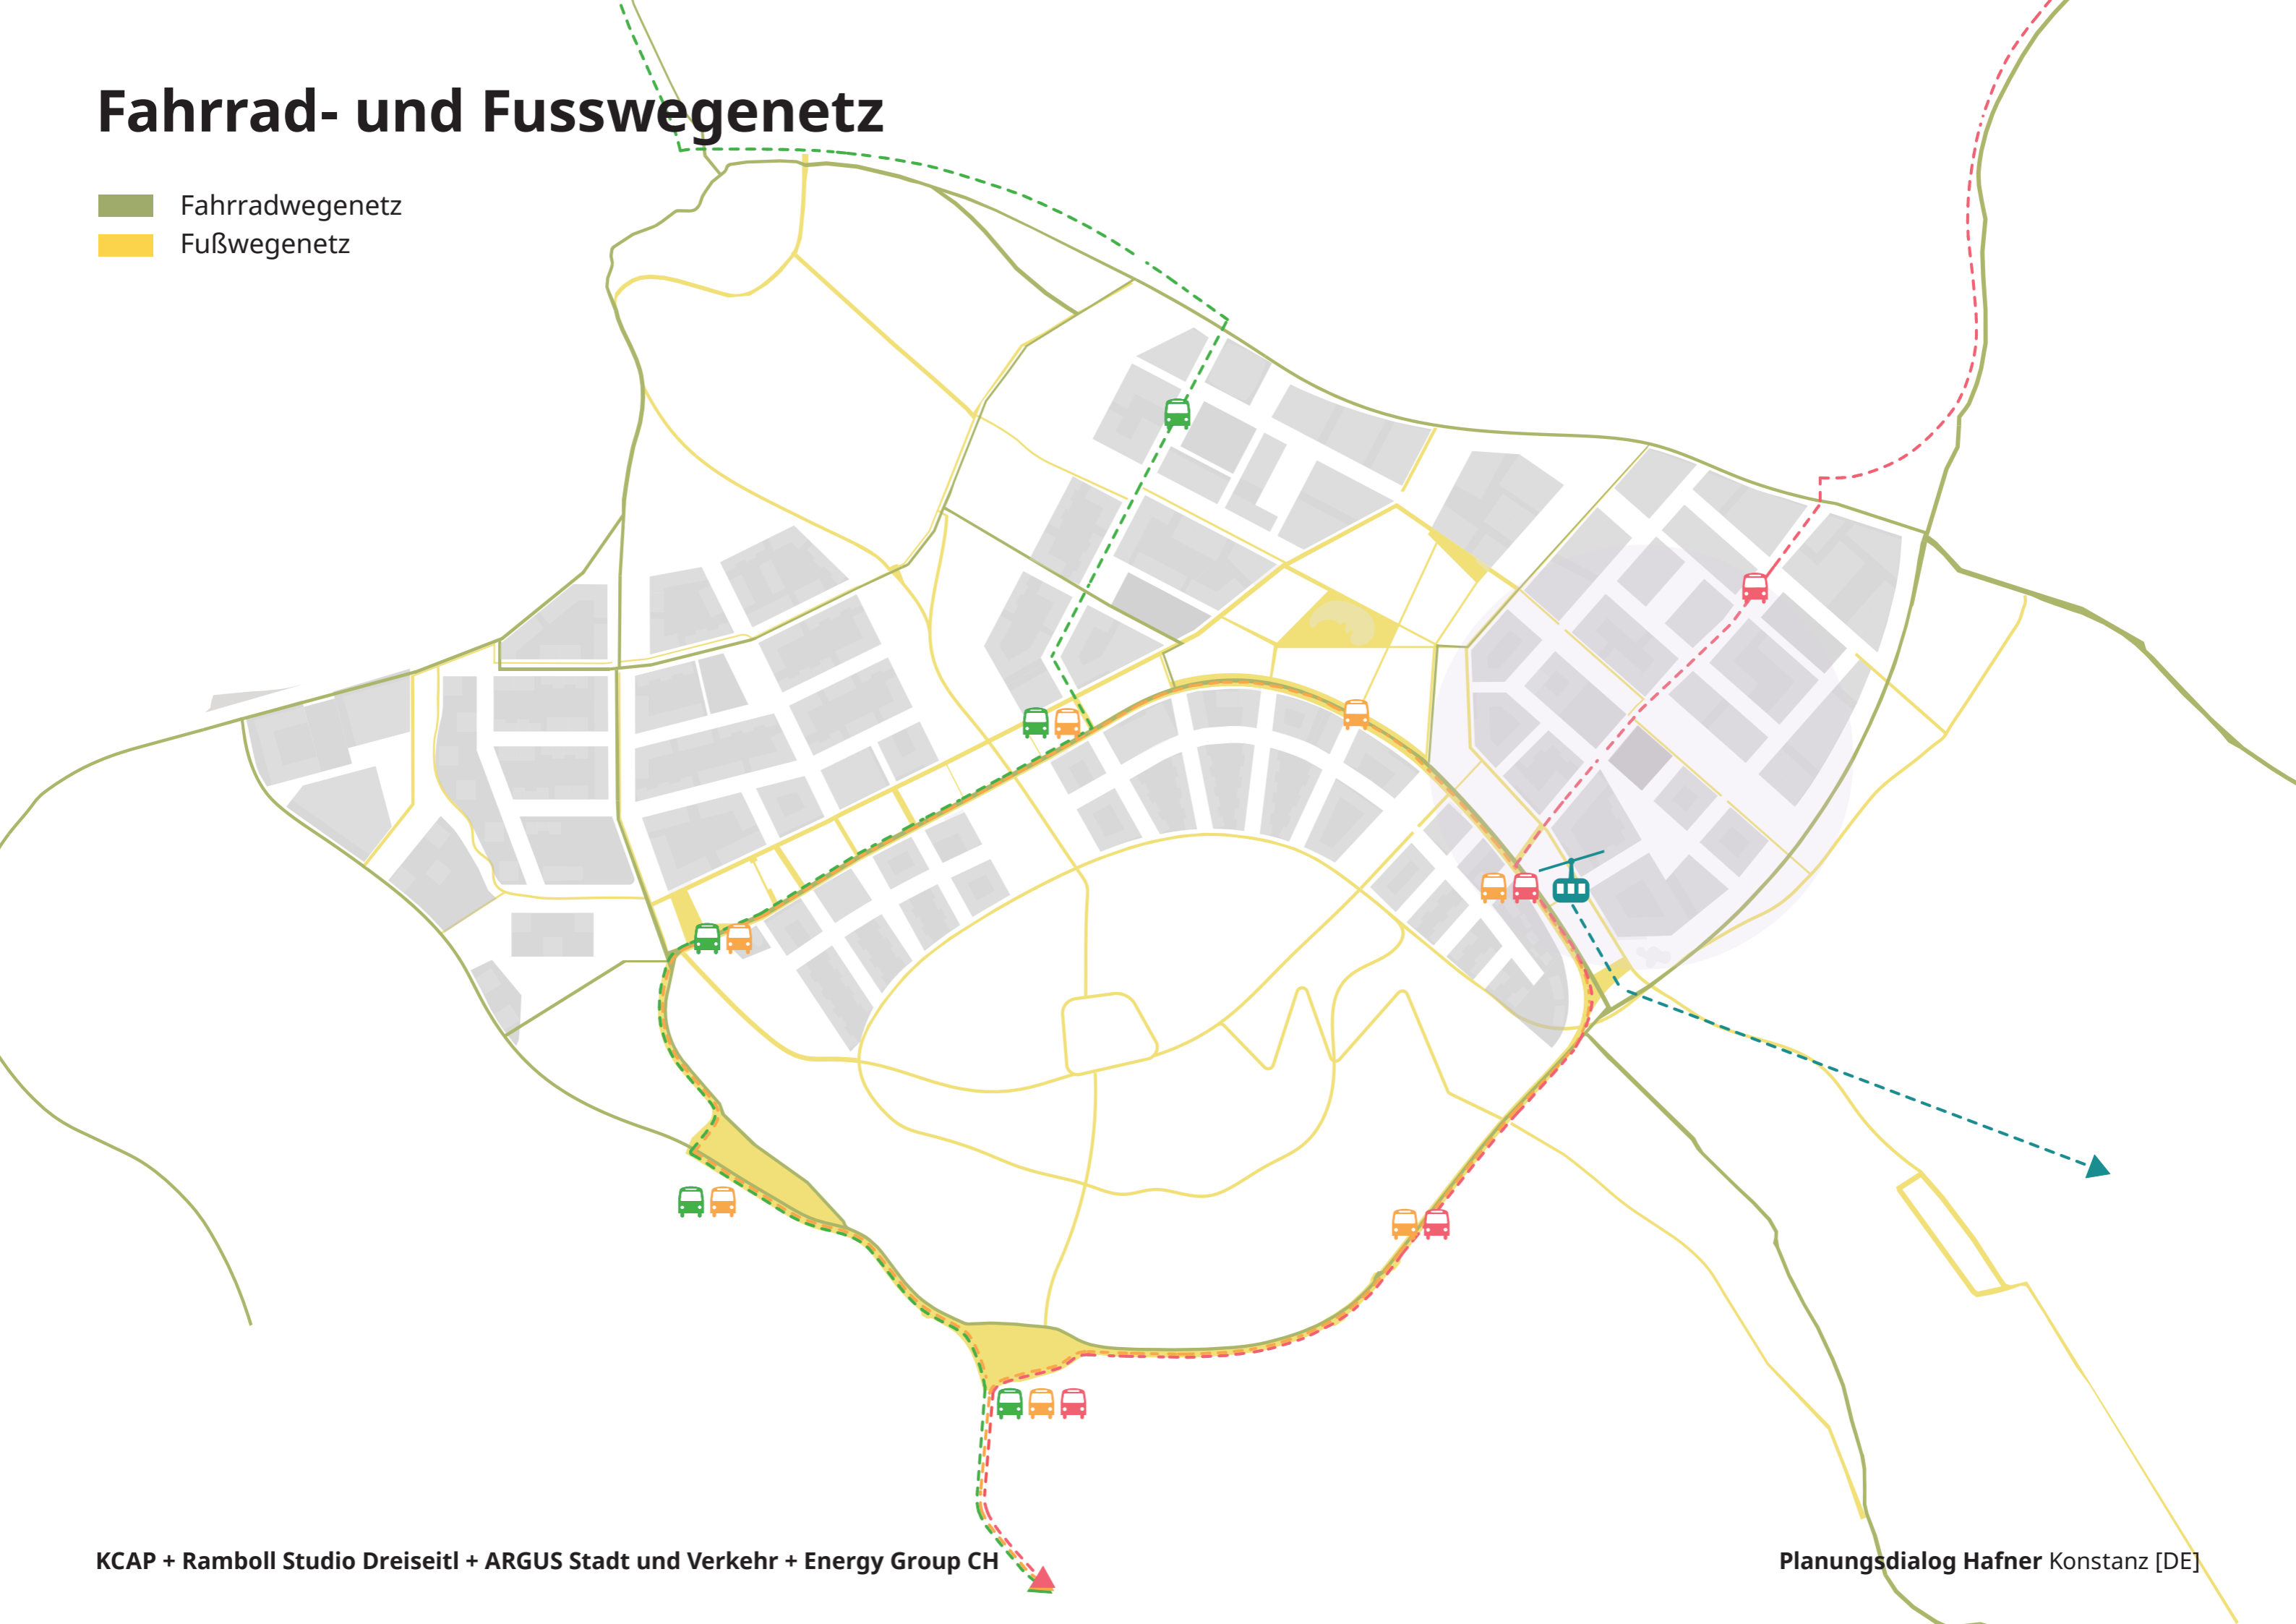 Fahrrad- und Fusswegenetz
Fahrradwegenetz
Fußwegenetz
KCAP + Ramboll Studio Dreiseitl + ARGUS Stadt und Verkehr + Energy Group CH
Planungsdialog Hafner Konstanz [DE]